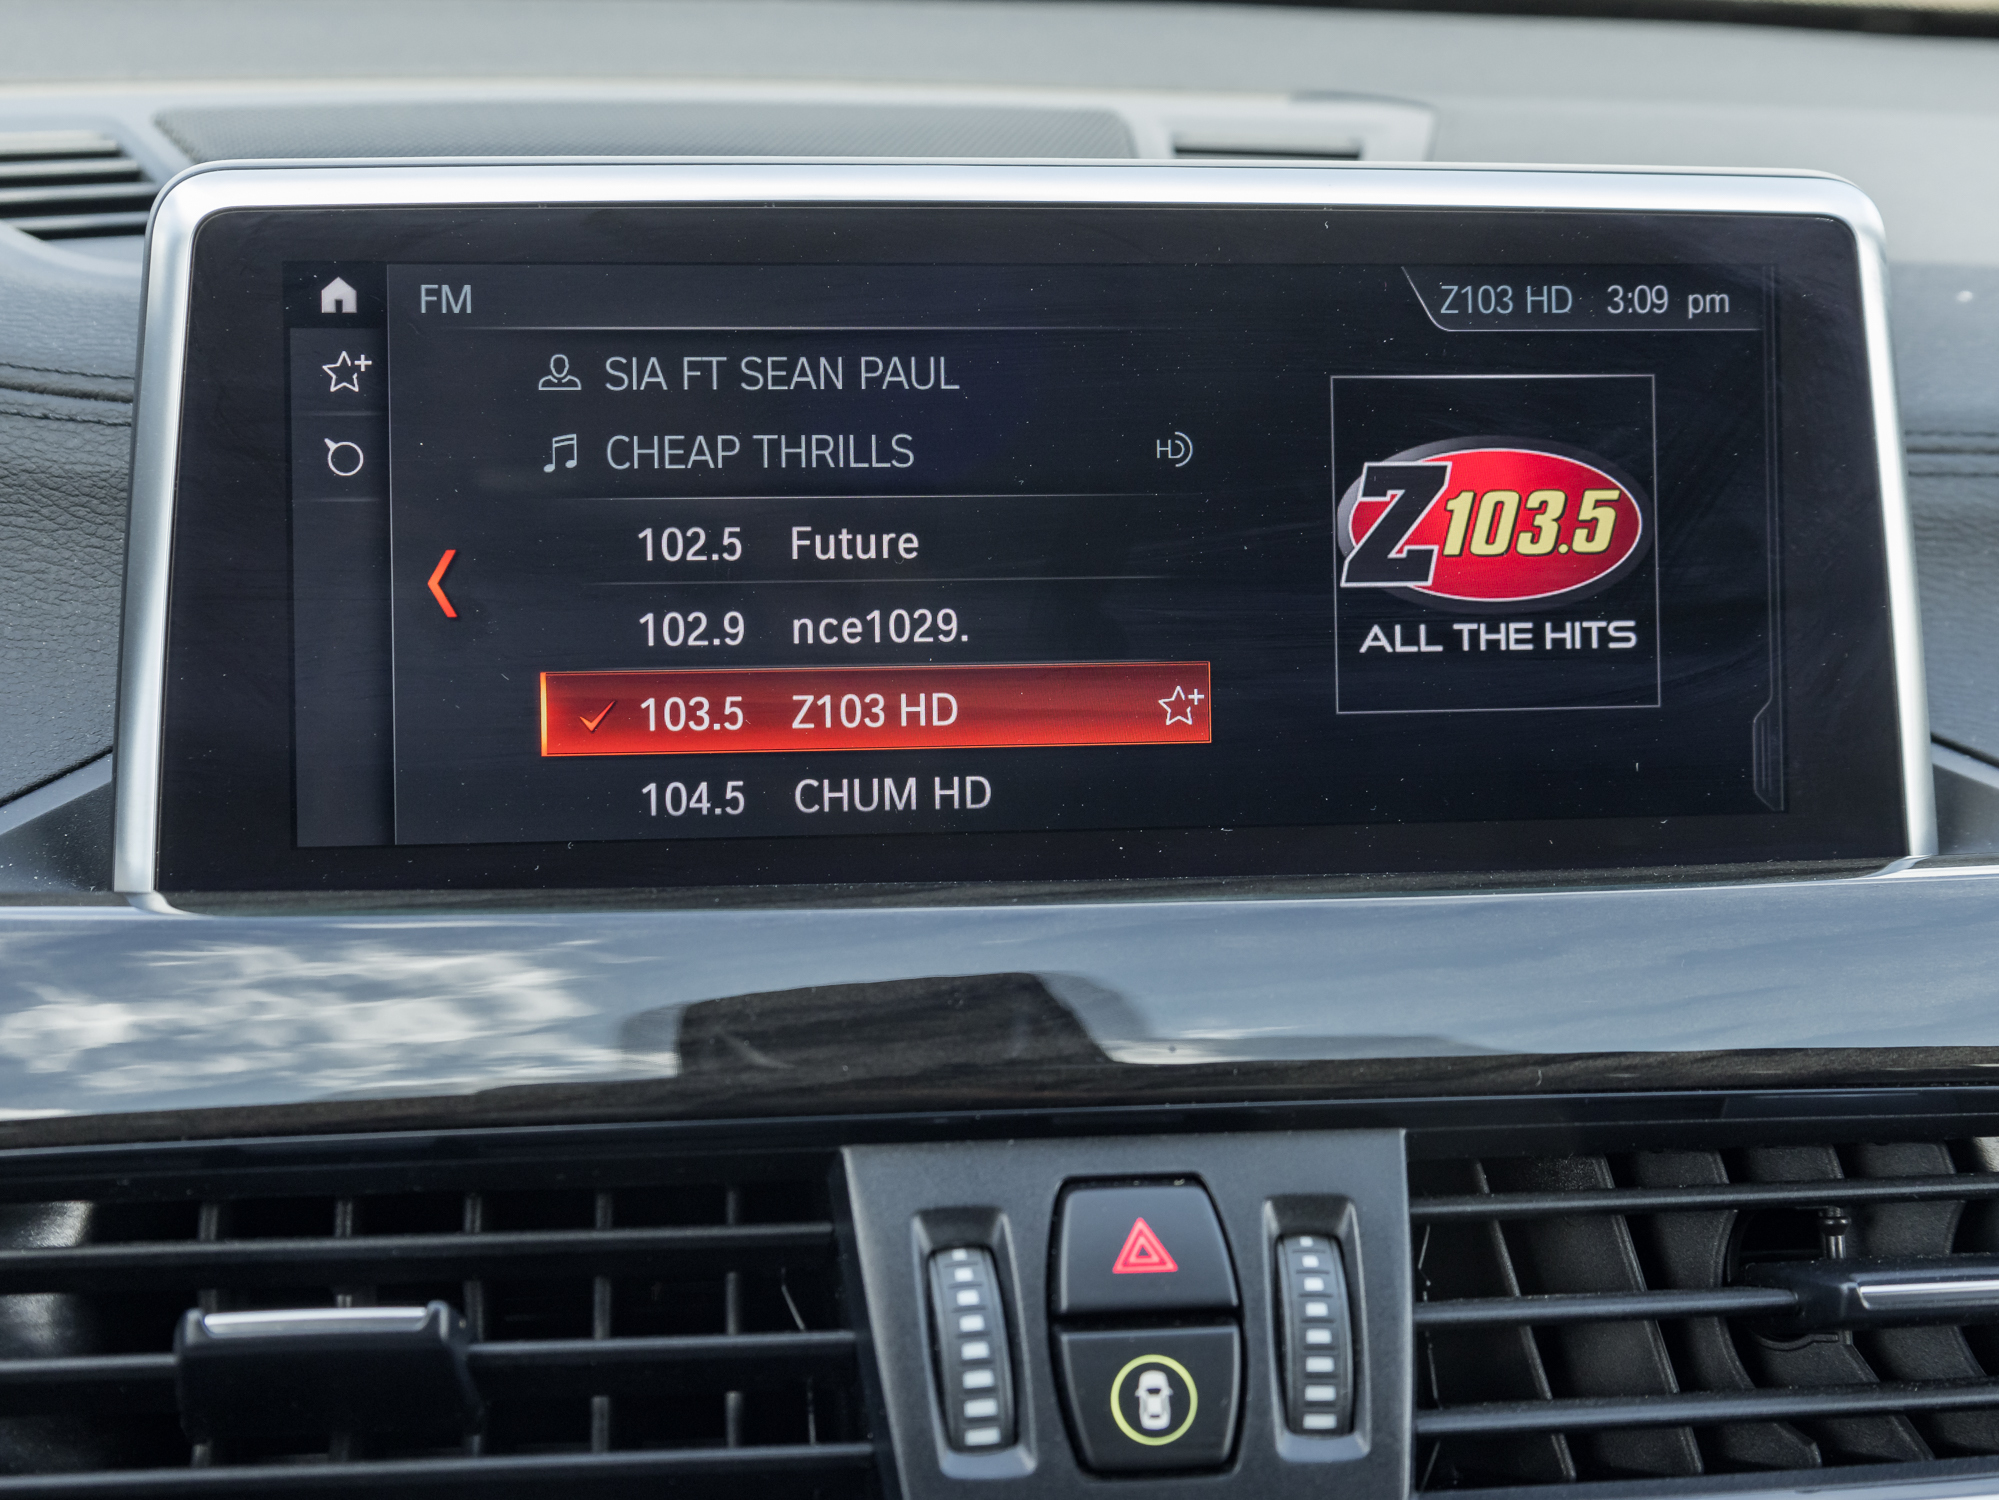 FM
Z103 HD 3:09 pm
SIA FT SEAN PAUL
CHEAP THRILLS HD
102.5 Future
102.9 nce1029.
103.5 Z103 HD
104.5 CHUM HD
Z103.5
ALL THE HITS